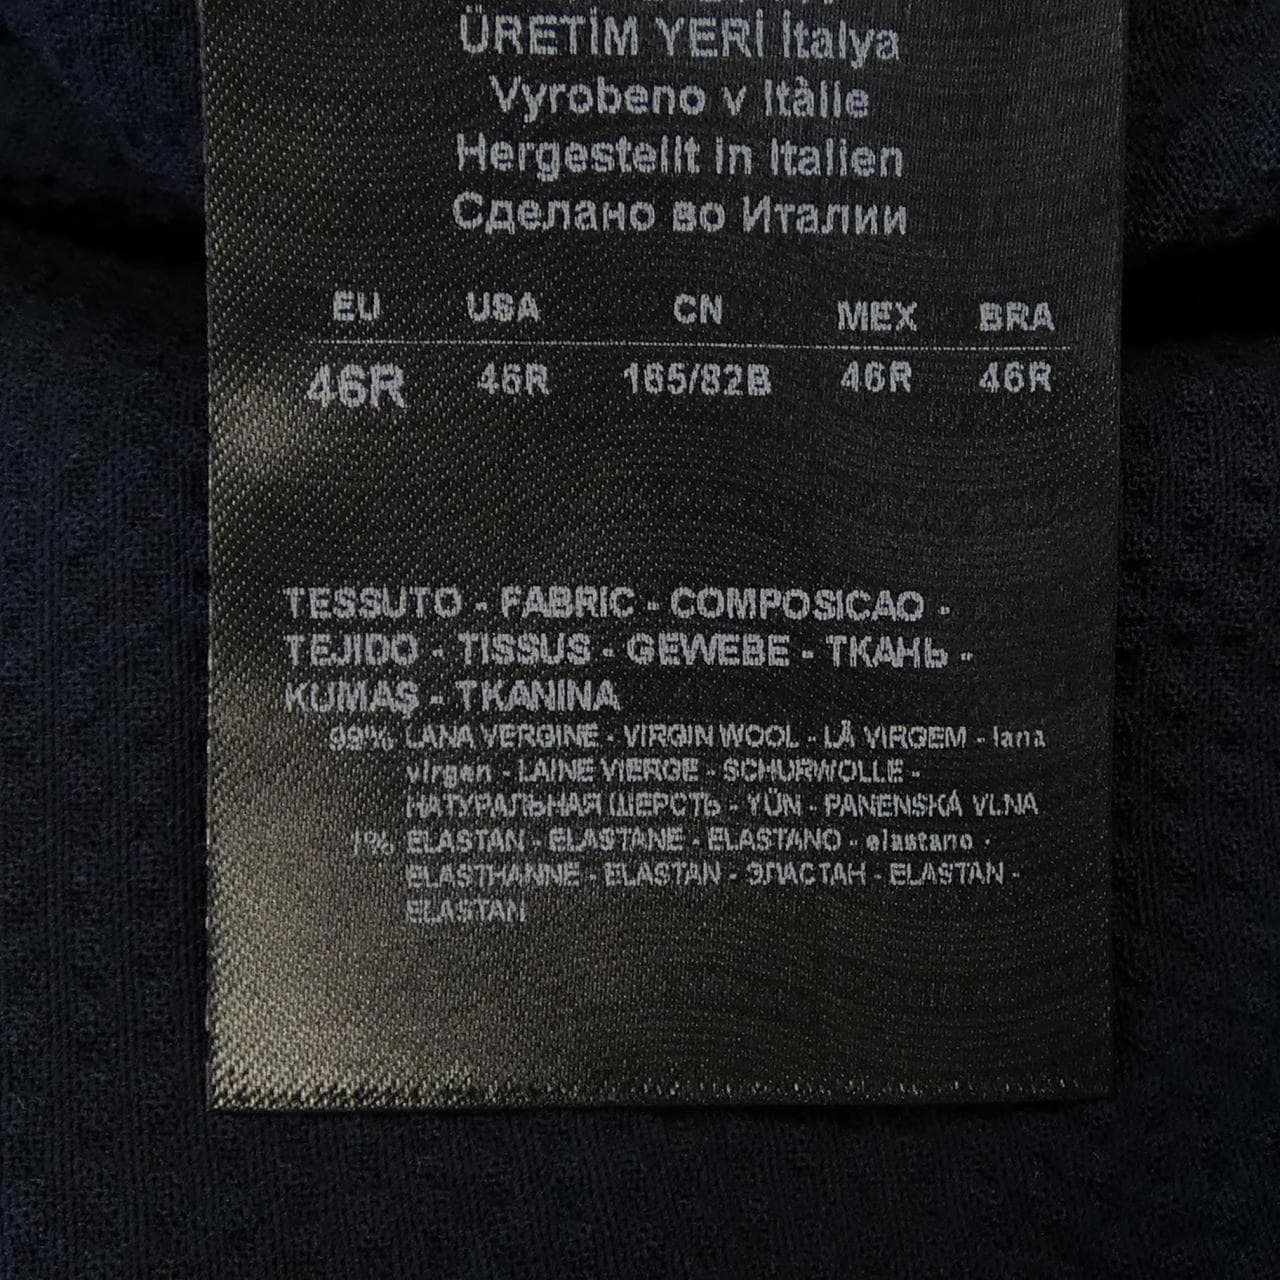 ÜRETİM YERİ İtalya
Vyrobeno v Itálie
Hergestellt in Italien
Сделано во Италии
EU USA CN MEX BRA
46R 46R 165/82B 46R 46R
TESSUTO - FABRIC - COMPOSICAO -
TEJIDO - TISSUS - GEWEBE - ТКАНЬ -
KUMAŞ - TKANINA
99% LANA VERGINE - VIRGIN WOOL - LÃ VIRGEM - lana
virgen - LAINE VIERGE - SCHURWOLLE -
НАТУРАЛЬНАЯ ШЕРСТЬ - YÜN - PANENSKÁ VLNA
1% ELASTAN - ELASTANE - ELASTANO - elastano -
ELASTHANNE - ELASTAN - ЭЛАСТАН - ELASTAN -
ELASTAN